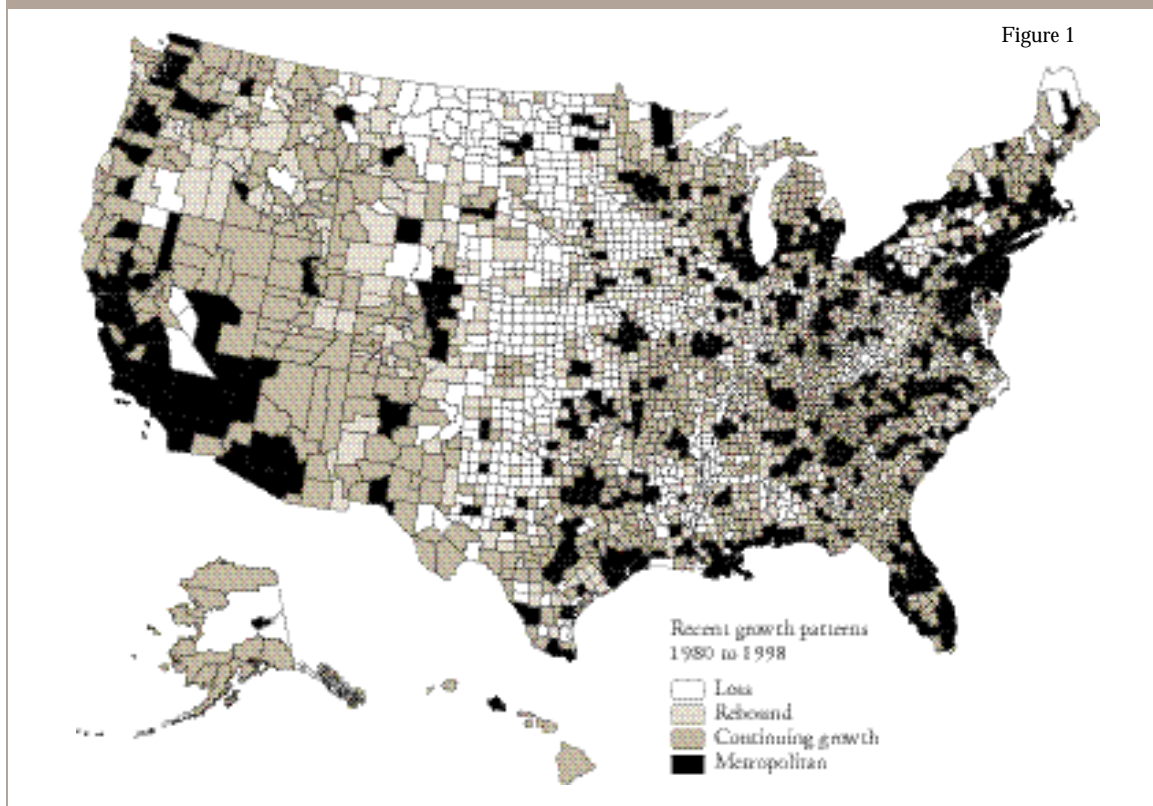 Figure 1
Recent growth patterns
1980 to 1998
Loss
Rebound
Continuing growth
Metropolitan